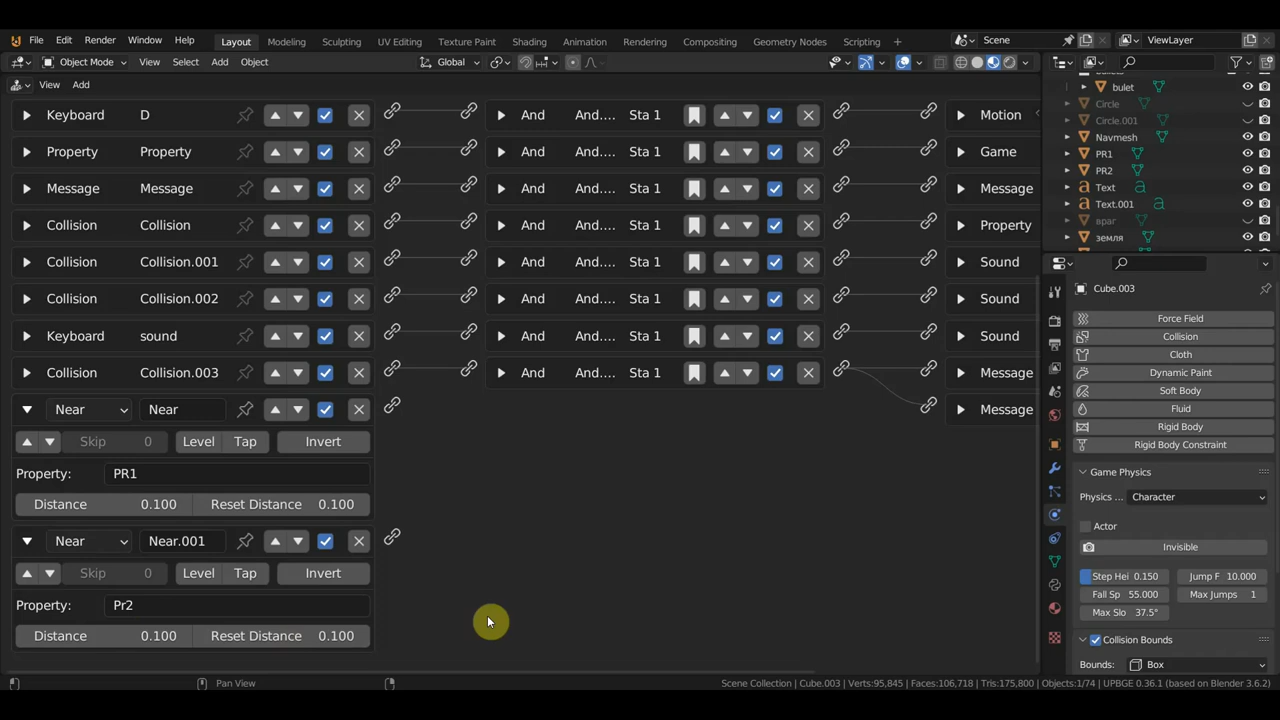 File Edit Render Window Help Layout Modeling Sculpting UV Editing Texture Paint Shading Animation Rendering Compositing Geometry Nodes Scripting + Scene ViewLayer
Object Mode View Select Add Object Global
View Add
bulet
Keyboard D And And.... Sta 1 Motion
Circle
Circle.001
Property Property And And.... Sta 1 Game
Navmesh
PR1
PR2
Message Message And And.... Sta 1 Message
Text
Text.001
Collision Collision And And.... Sta 1 Property
враг
земля
Collision Collision.001 And And.... Sta 1 Sound
Collision Collision.002 And And.... Sta 1 Sound
Keyboard sound And And.... Sta 1 Sound
Collision Collision.003 And And.... Sta 1 Message
Near Near Message
Skip 0 Level Tap Invert
Property: PR1
Distance 0.100 Reset Distance 0.100
Near Near.001
Skip 0 Level Tap Invert
Property: Pr2
Distance 0.100 Reset Distance 0.100
Cube.003
Force Field
Collision
Cloth
Dynamic Paint
Soft Body
Fluid
Rigid Body
Rigid Body Constraint
Game Physics
Physics ... Character
Actor
Invisible
Step Hei 0.150 Jump F 10.000
Fall Sp 55.000 Max Jumps 1
Max Slo 37.5°
Collision Bounds
Bounds: Box
Pan View Scene Collection | Cube.003 | Verts:95,845 | Faces:106,718 | Tris:175,800 | Objects:1/74 | UPBGE 0.36.1 (based on Blender 3.6.2)